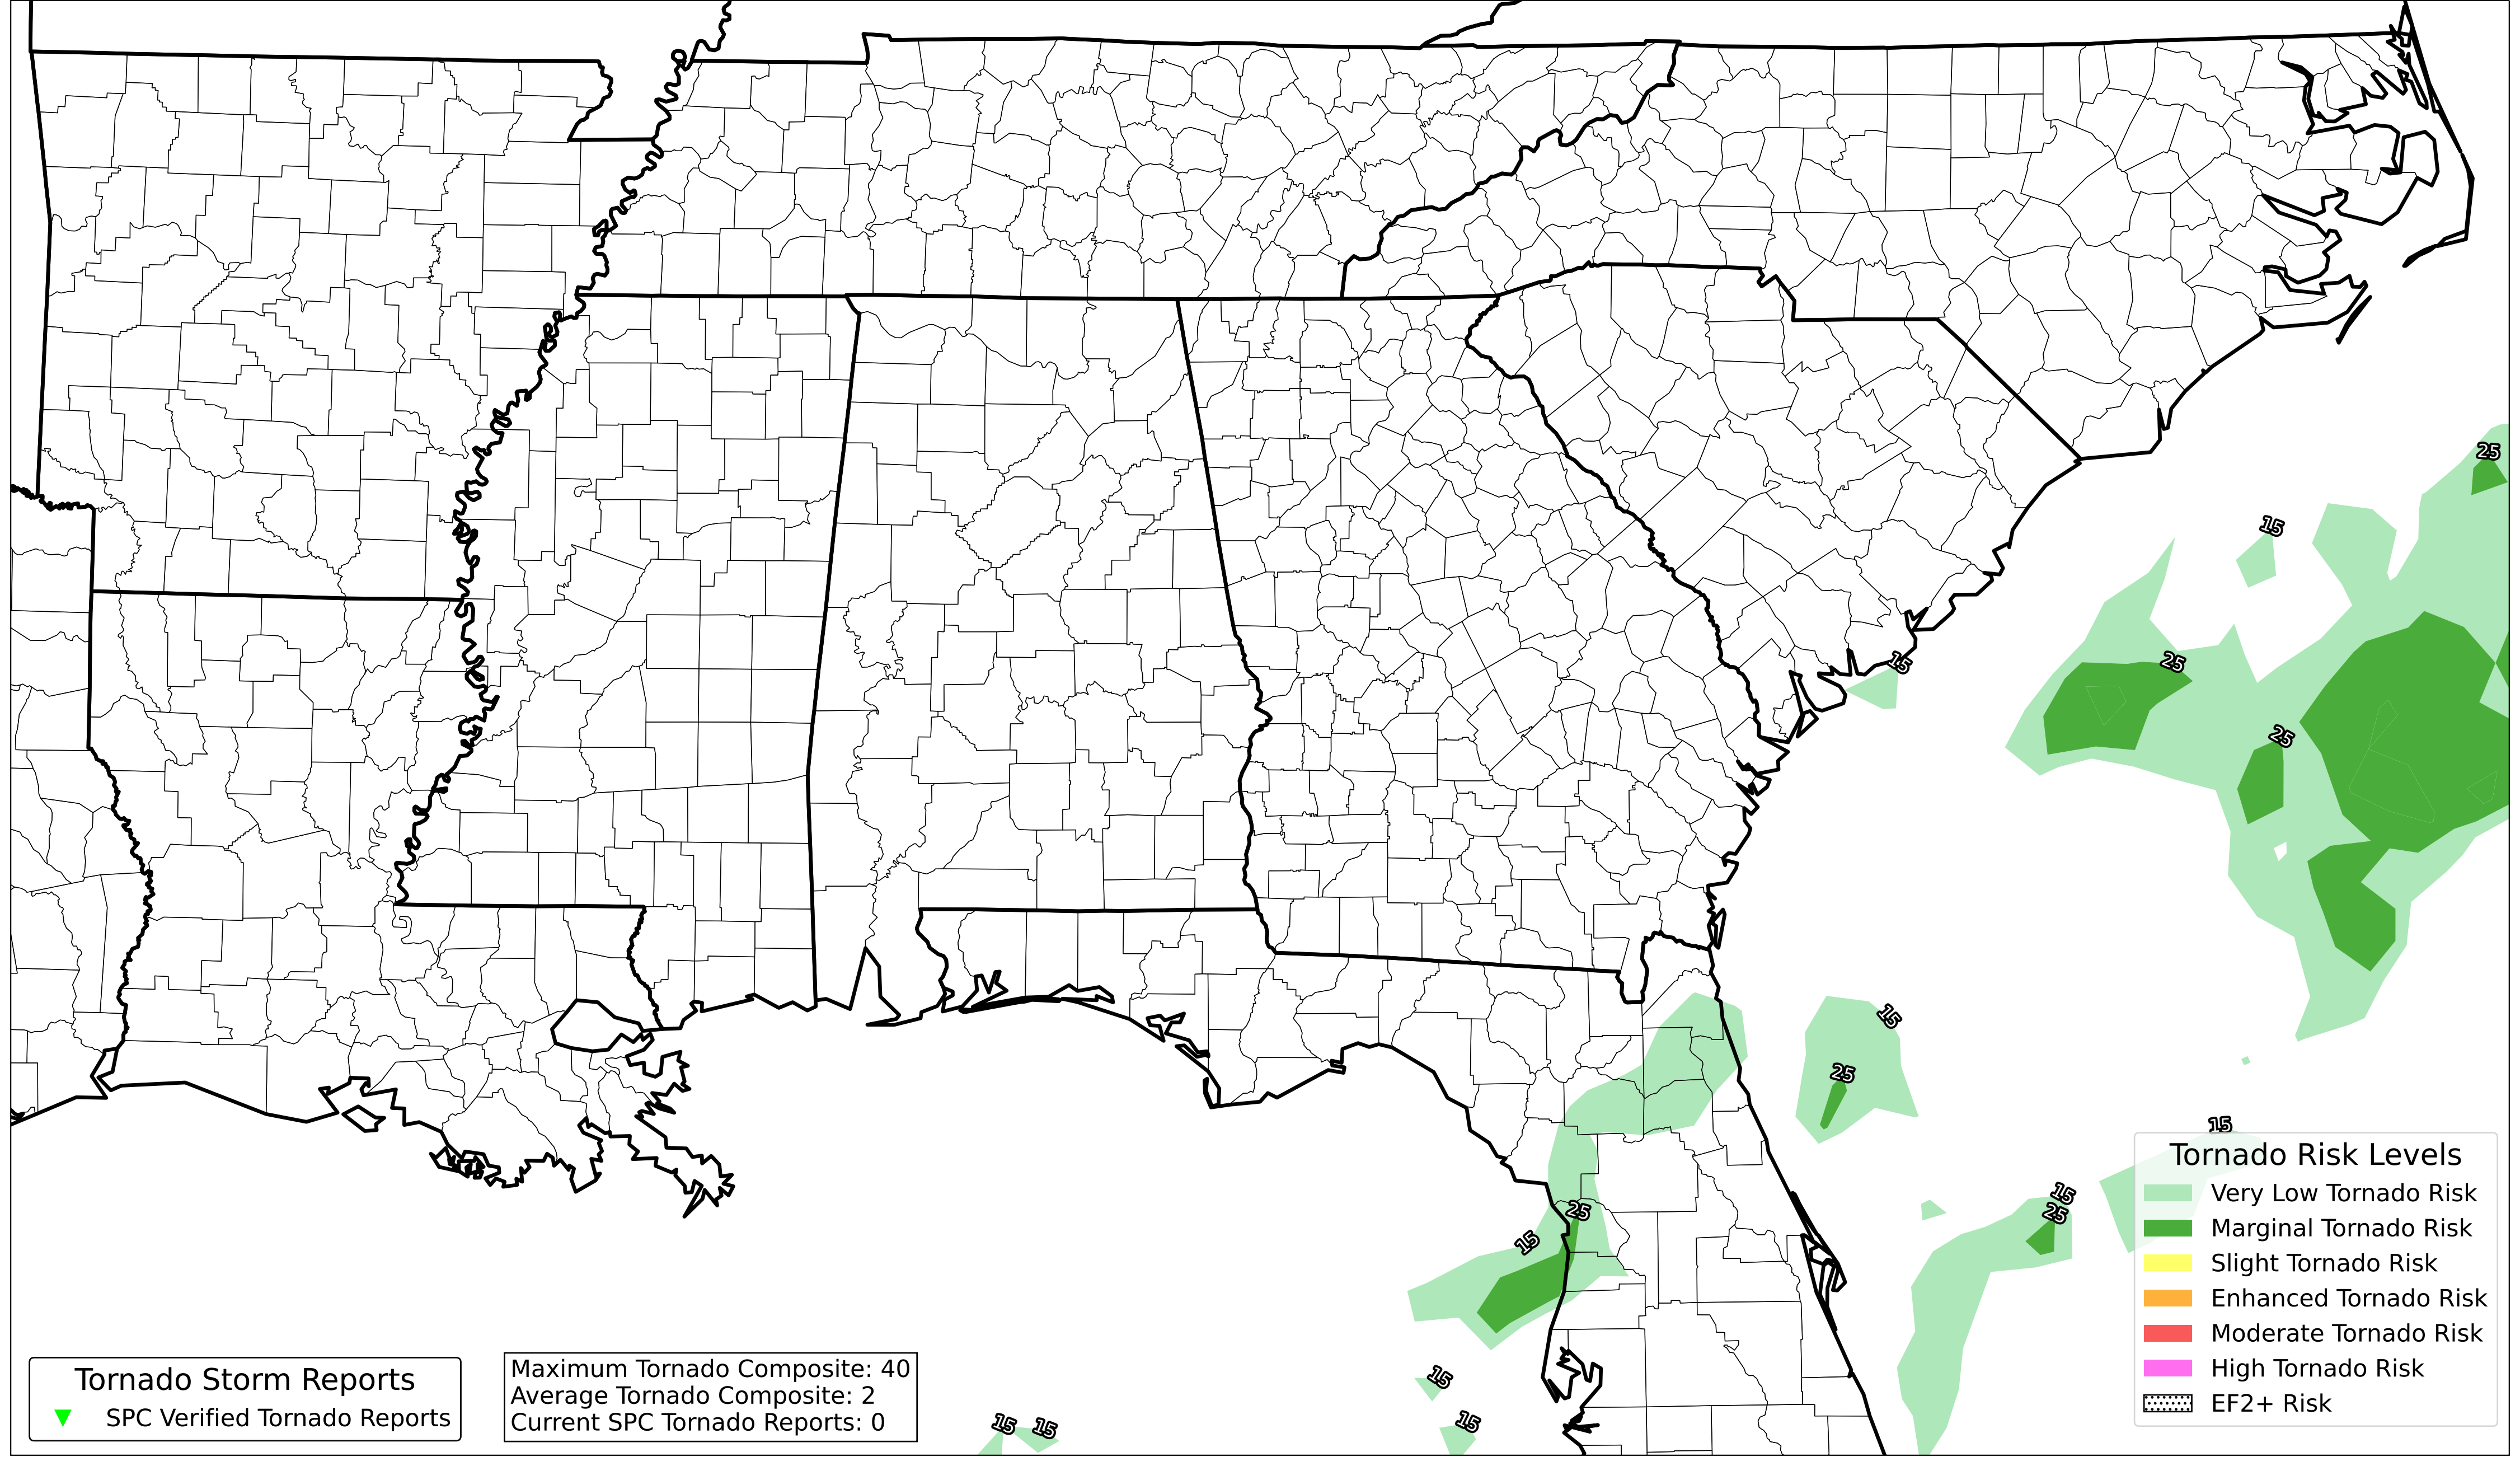 25
15
25
15
25
15
25
15
15
25
25
15
15
15
15
15
Tornado Risk Levels
Very Low Tornado Risk
Marginal Tornado Risk
Slight Tornado Risk
Enhanced Tornado Risk
Moderate Tornado Risk
High Tornado Risk
EF2+ Risk
Tornado Storm Reports
SPC Verified Tornado Reports
Maximum Tornado Composite: 40
Average Tornado Composite: 2
Current SPC Tornado Reports: 0